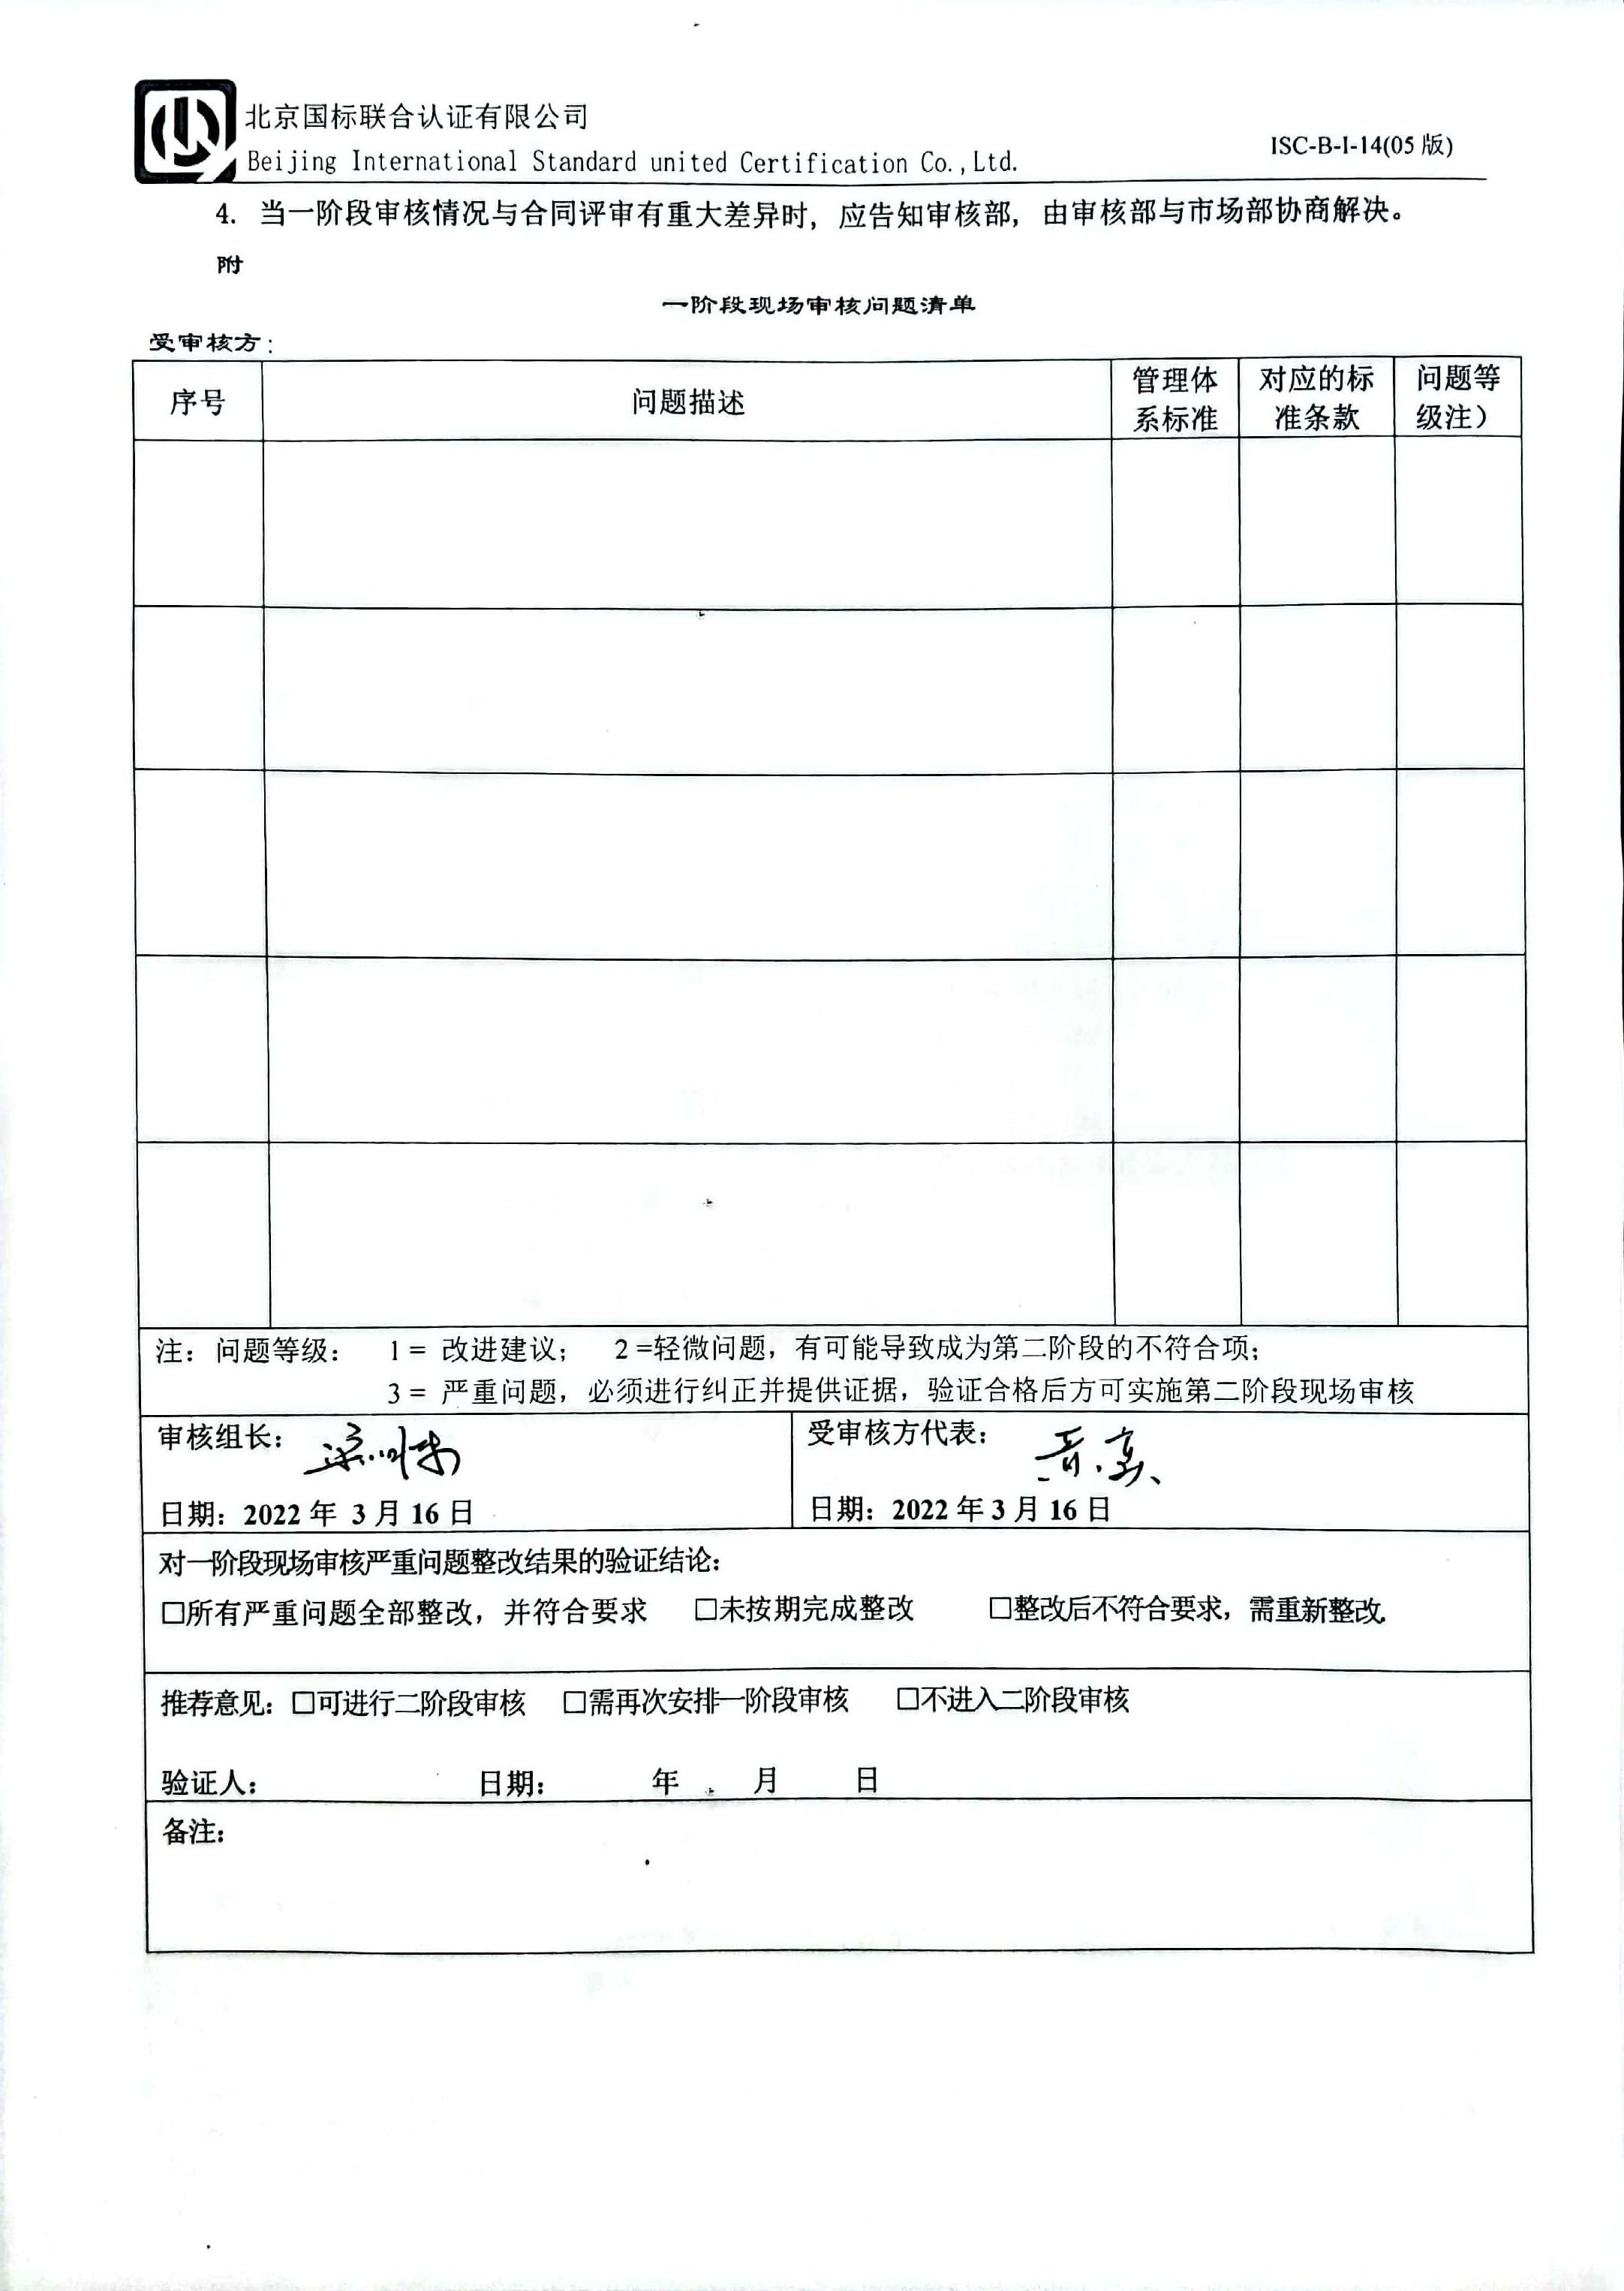 北京国标联合认证有限公司
Beijing International Standard united Certification Co.,Ltd.
ISC-B-I-14(05 版)
4. 当一阶段审核情况与合同评审有重大差异时，应告知审核部，由审核部与市场部协商解决。
附
一阶段现场审核问题清单
受审核方：
序号 问题描述 管理体系标准 对应的标准条款 问题等级注）
注：问题等级： 1 = 改进建议； 2 =轻微问题，有可能导致成为第二阶段的不符合项；
3 = 严重问题，必须进行纠正并提供证据，验证合格后方可实施第二阶段现场审核
审核组长： 受审核方代表：
日期：2022 年 3 月 16 日 日期：2022 年 3 月 16 日
对一阶段现场审核严重问题整改结果的验证结论：
□所有严重问题全部整改，并符合要求 □未按期完成整改 □整改后不符合要求，需重新整改.
推荐意见：□可进行二阶段审核 □需再次安排一阶段审核 □不进入二阶段审核
验证人： 日期： 年 月 日
备注：